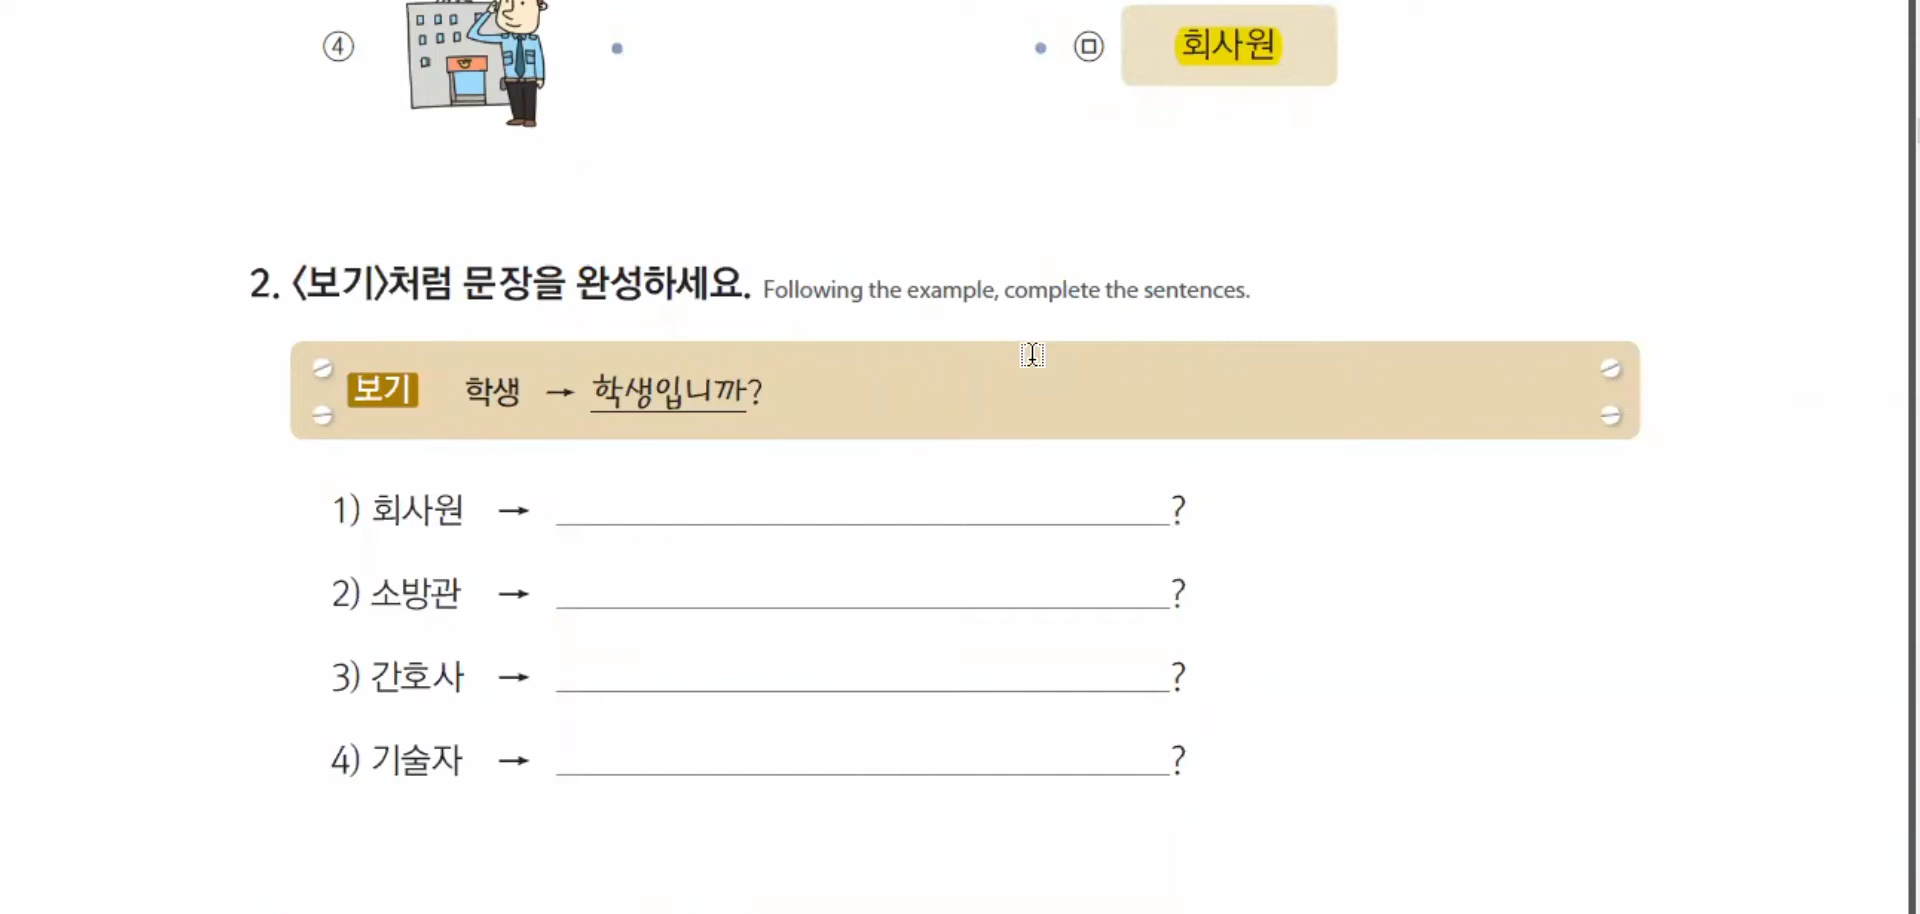 ④ ㅁ 회사원
2. 〈보기〉처럼 문장을 완성하세요. Following the example, complete the sentences.
보기 학생 → 학생입니까?
1) 회사원 → ?
2) 소방관 → ?
3) 간호사 → ?
4) 기술자 → ?